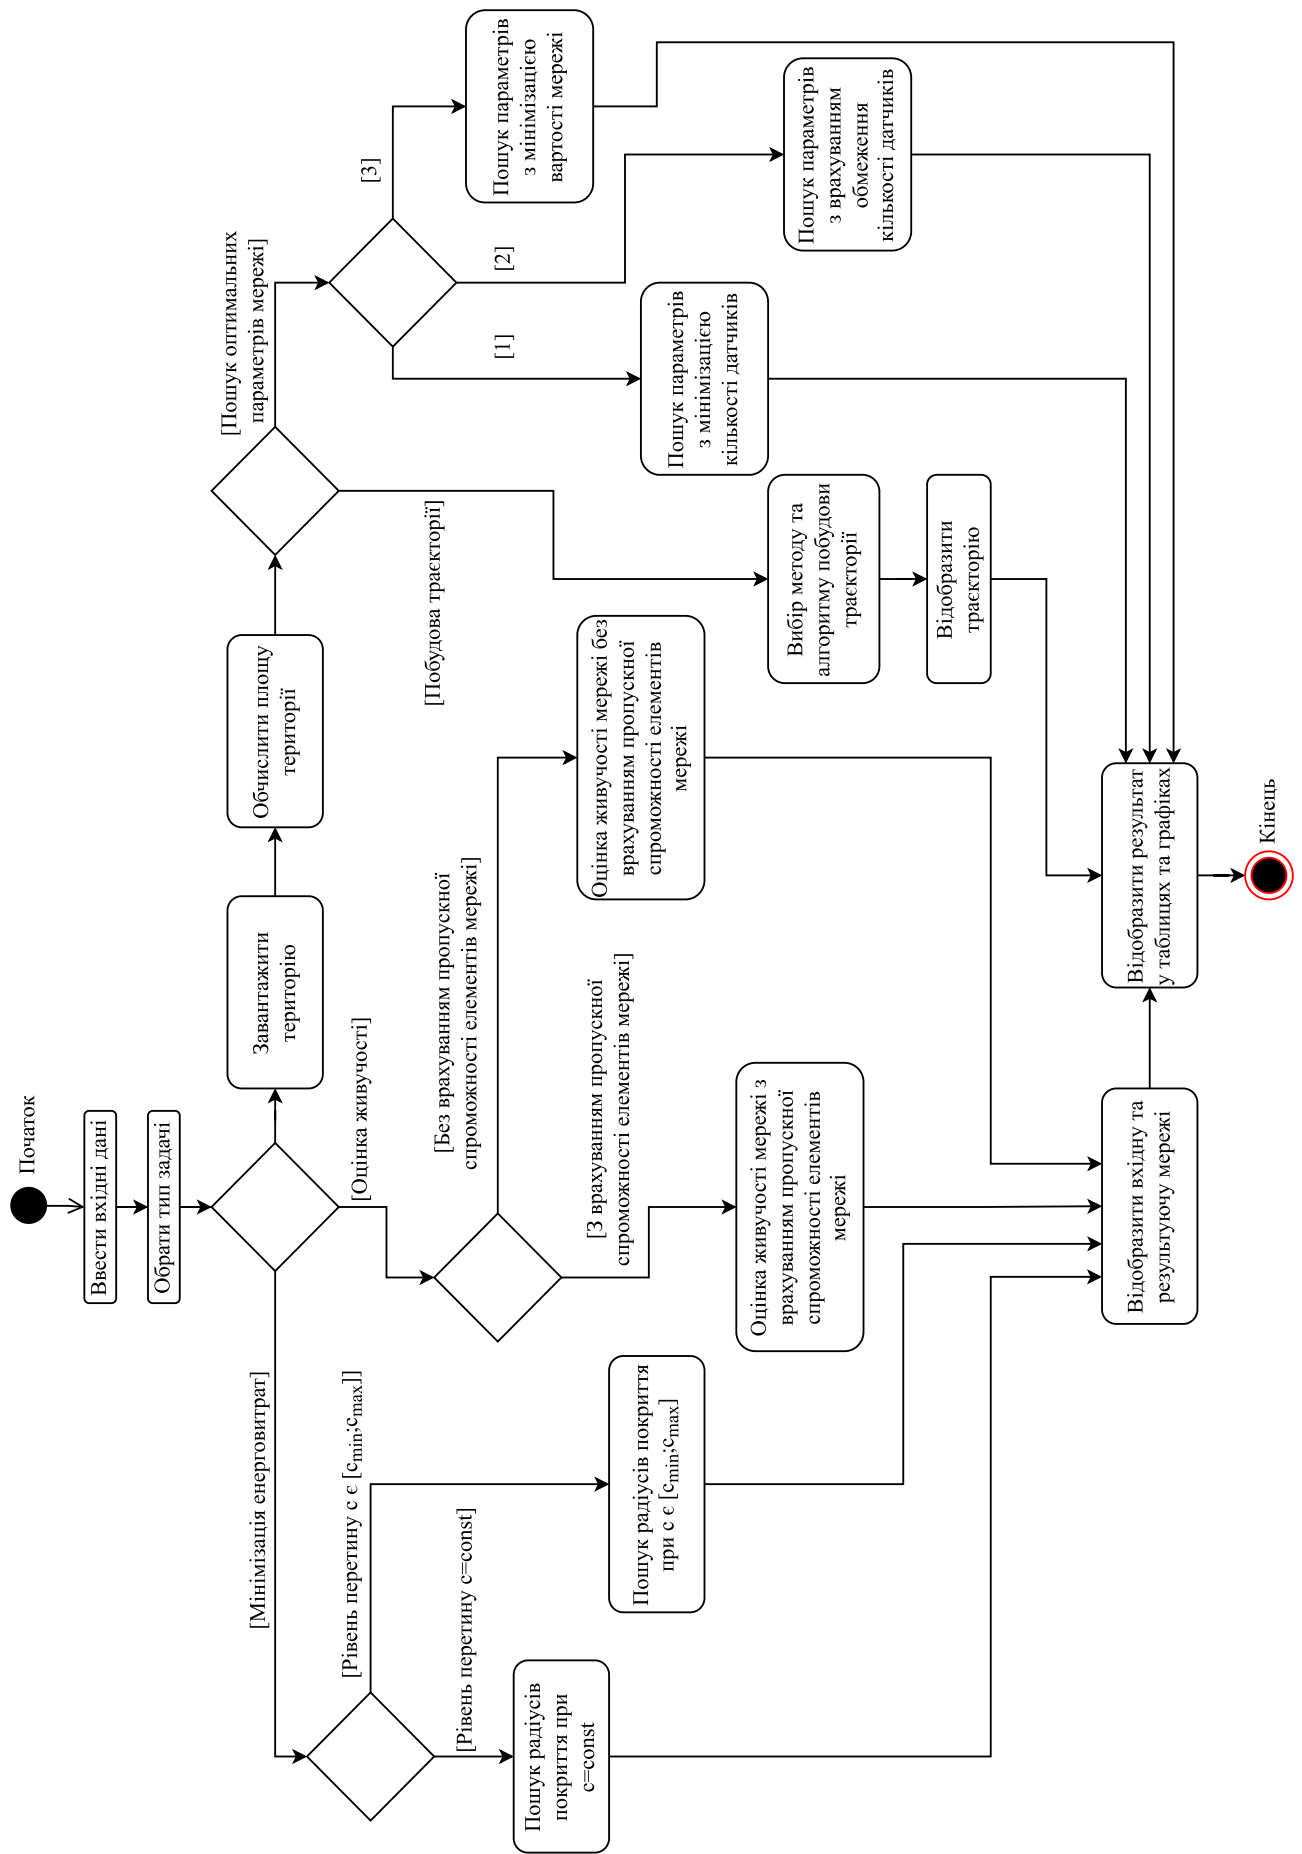 Початок
Ввести вхідні дані
Обрати тип задачі
[Мінімізація енерговитрат]
[Оцінка живучості]
Завантажити
територію
Обчислити площу
території
[Пошук оптимальних
параметрів мережі]
[Побудова траєкторії]
[Рівень перетину c є [cmin;cmax]]
[Рівень перетину c=const]
[Без врахуванням пропускної
спроможності елементів мережі]
[З врахуванням пропускної
спроможності елементів мережі]
[1]
[2]
[3]
Пошук радіусів
покриття при
c=const
Пошук радіусів покриття
при c є [cmin;cmax]
Оцінка живучості мережі з
врахуванням пропускної
спроможності елементів
мережі
Оцінка живучості мережі без
врахуванням пропускної
спроможності елементів
мережі
Вибір методу та
алгоритму побудови
траєкторії
Відобразити
траєкторію
Пошук параметрів
з мінімізацією
кількості датчиків
Пошук параметрів
з врахуванням
обмеження
кількості датчиків
Пошук параметрів
з мінімізацією
вартості мережі
Відобразити вхідну та
результуючу мережі
Відобразити результат
у таблицях та графіках
Кінець